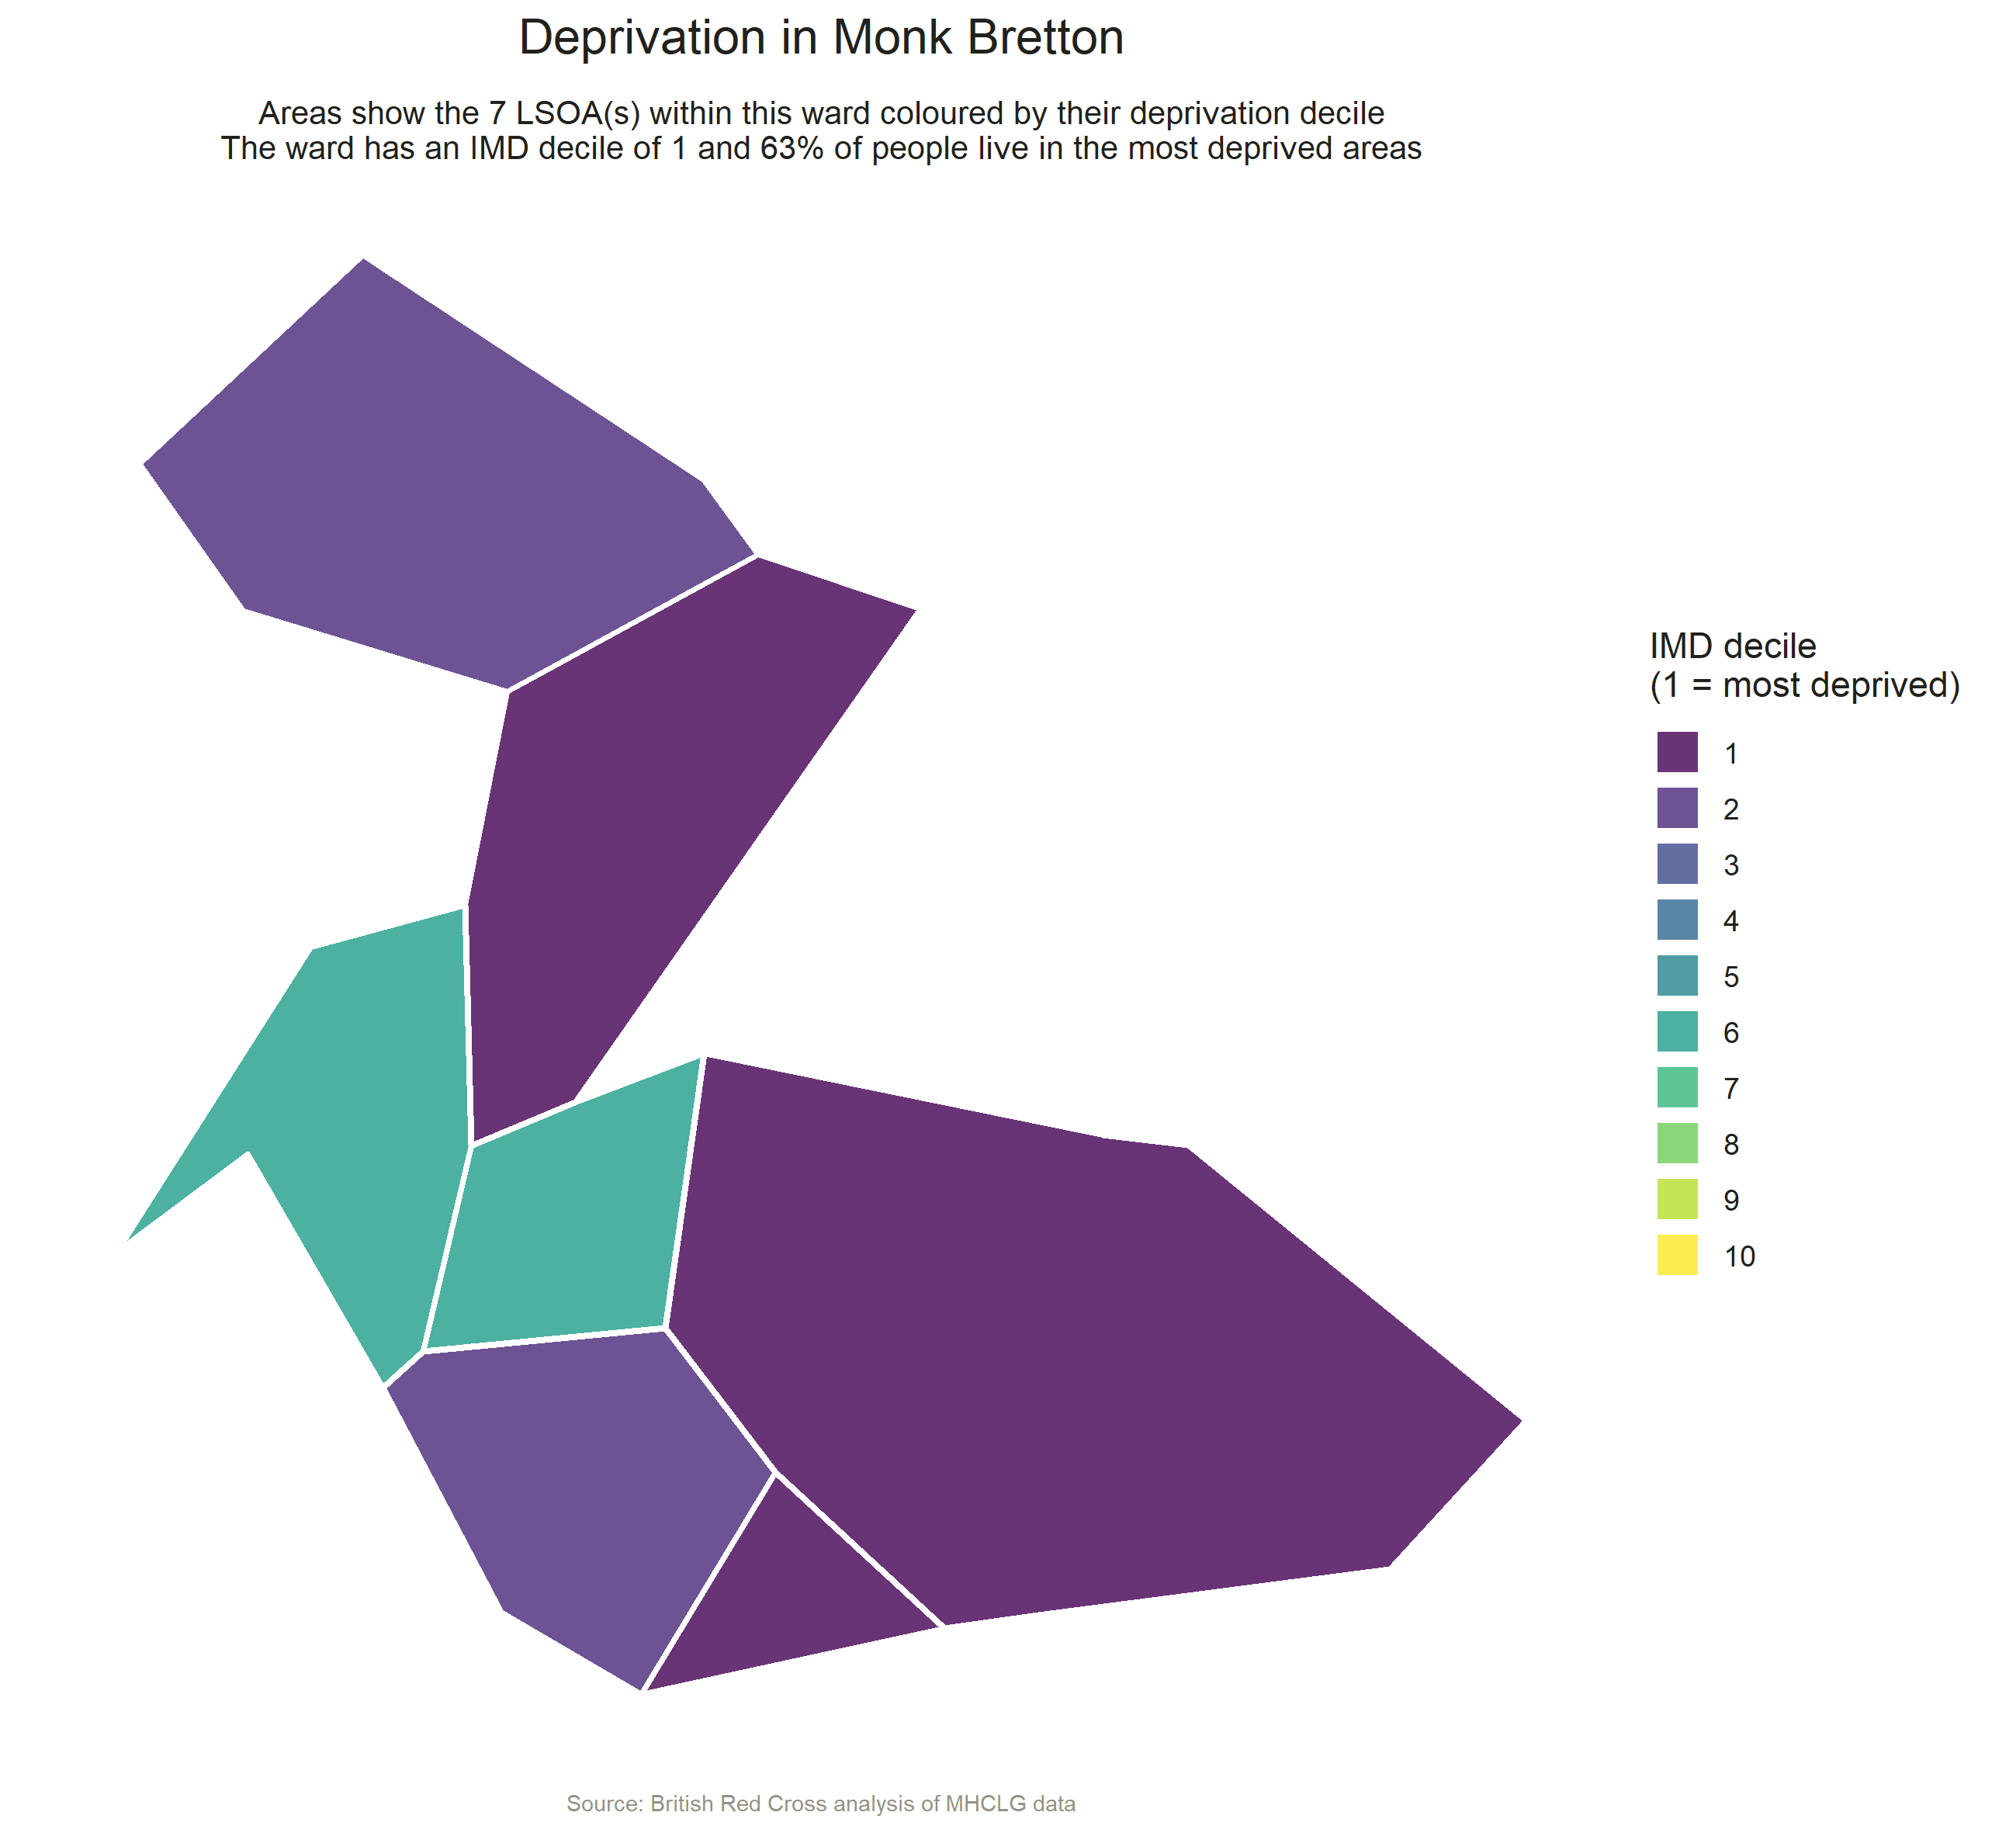 Deprivation in Monk Bretton
Areas show the 7 LSOA(s) within this ward coloured by their deprivation decile
The ward has an IMD decile of 1 and 63% of people live in the most deprived areas
IMD decile
(1 = most deprived)
1
2
3
4
5
6
7
8
9
10
Source: British Red Cross analysis of MHCLG data